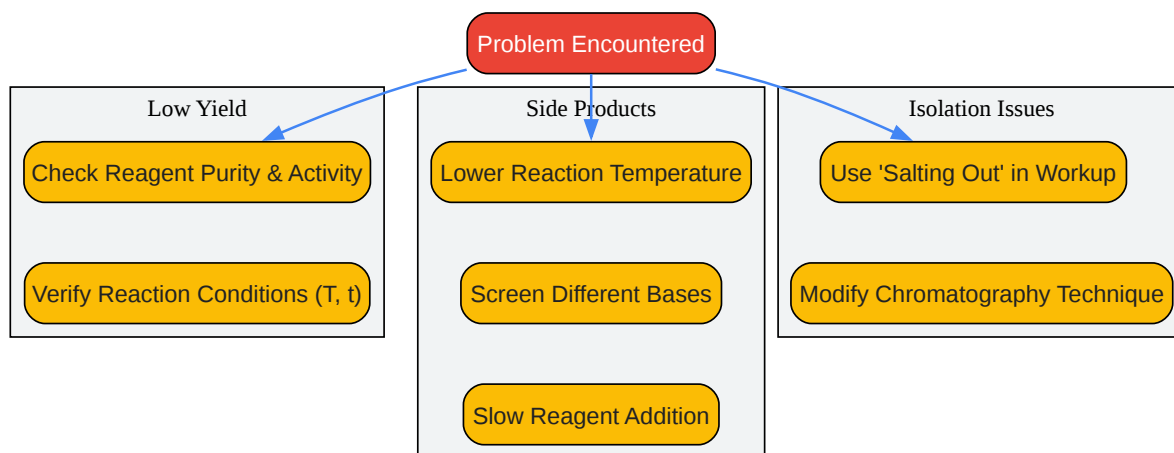 Problem Encountered
Low Yield
Check Reagent Purity & Activity
Verify Reaction Conditions (T, t)
Side Products
Lower Reaction Temperature
Screen Different Bases
Slow Reagent Addition
Isolation Issues
Use 'Salting Out' in Workup
Modify Chromatography Technique